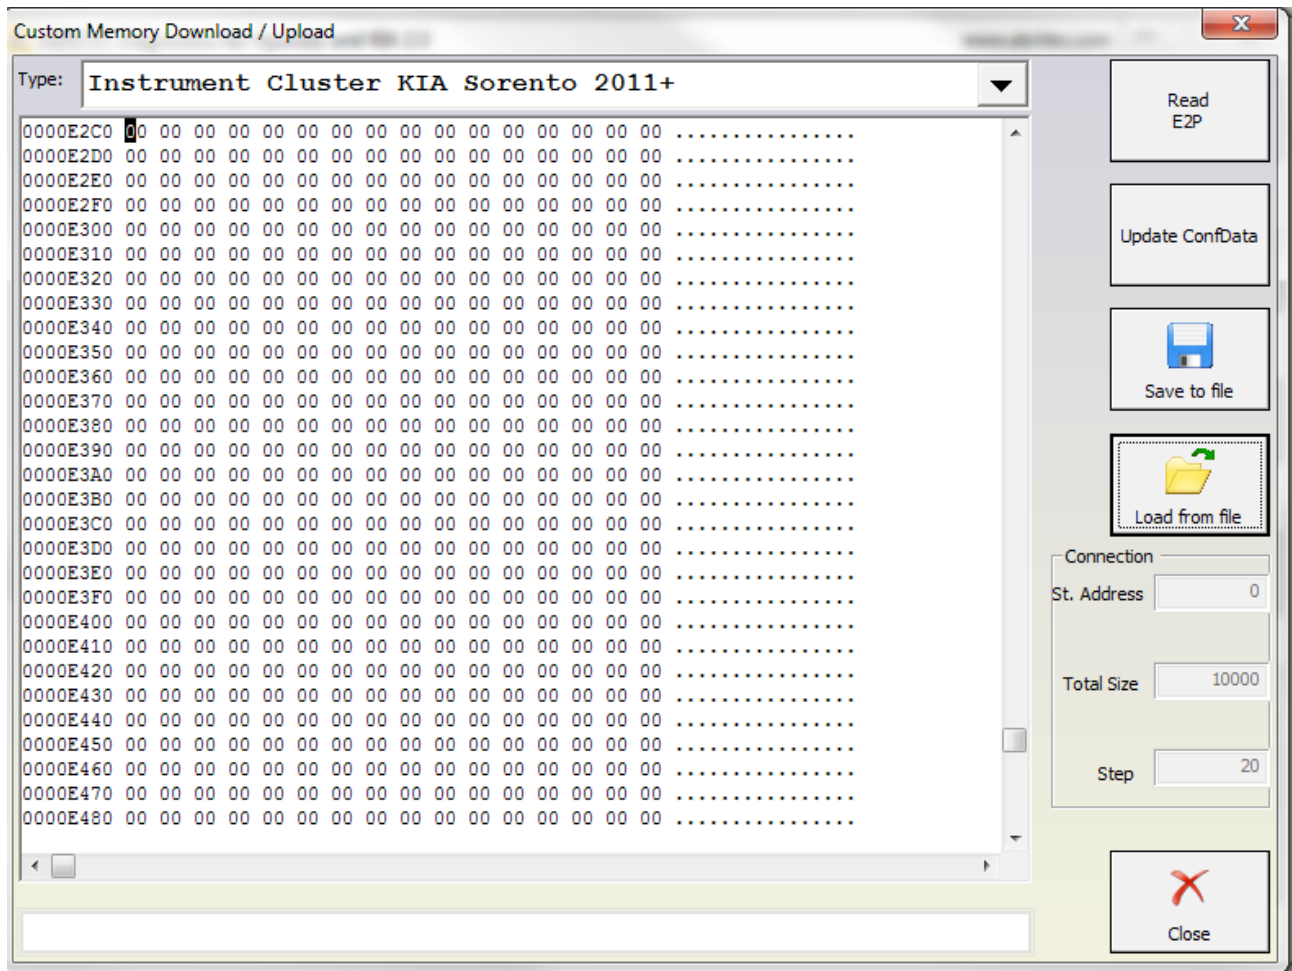 Custom Memory Download / Upload
Type:
Instrument Cluster KIA Sorento 2011+
0000E2C0 00 00 00 00 00 00 00 00 00 00 00 00 00 00 00 00 ................
0000E2D0 00 00 00 00 00 00 00 00 00 00 00 00 00 00 00 00 ................
0000E2E0 00 00 00 00 00 00 00 00 00 00 00 00 00 00 00 00 ................
0000E2F0 00 00 00 00 00 00 00 00 00 00 00 00 00 00 00 00 ................
0000E300 00 00 00 00 00 00 00 00 00 00 00 00 00 00 00 00 ................
0000E310 00 00 00 00 00 00 00 00 00 00 00 00 00 00 00 00 ................
0000E320 00 00 00 00 00 00 00 00 00 00 00 00 00 00 00 00 ................
0000E330 00 00 00 00 00 00 00 00 00 00 00 00 00 00 00 00 ................
0000E340 00 00 00 00 00 00 00 00 00 00 00 00 00 00 00 00 ................
0000E350 00 00 00 00 00 00 00 00 00 00 00 00 00 00 00 00 ................
0000E360 00 00 00 00 00 00 00 00 00 00 00 00 00 00 00 00 ................
0000E370 00 00 00 00 00 00 00 00 00 00 00 00 00 00 00 00 ................
0000E380 00 00 00 00 00 00 00 00 00 00 00 00 00 00 00 00 ................
0000E390 00 00 00 00 00 00 00 00 00 00 00 00 00 00 00 00 ................
0000E3A0 00 00 00 00 00 00 00 00 00 00 00 00 00 00 00 00 ................
0000E3B0 00 00 00 00 00 00 00 00 00 00 00 00 00 00 00 00 ................
0000E3C0 00 00 00 00 00 00 00 00 00 00 00 00 00 00 00 00 ................
0000E3D0 00 00 00 00 00 00 00 00 00 00 00 00 00 00 00 00 ................
0000E3E0 00 00 00 00 00 00 00 00 00 00 00 00 00 00 00 00 ................
0000E3F0 00 00 00 00 00 00 00 00 00 00 00 00 00 00 00 00 ................
0000E400 00 00 00 00 00 00 00 00 00 00 00 00 00 00 00 00 ................
0000E410 00 00 00 00 00 00 00 00 00 00 00 00 00 00 00 00 ................
0000E420 00 00 00 00 00 00 00 00 00 00 00 00 00 00 00 00 ................
0000E430 00 00 00 00 00 00 00 00 00 00 00 00 00 00 00 00 ................
0000E440 00 00 00 00 00 00 00 00 00 00 00 00 00 00 00 00 ................
0000E450 00 00 00 00 00 00 00 00 00 00 00 00 00 00 00 00 ................
0000E460 00 00 00 00 00 00 00 00 00 00 00 00 00 00 00 00 ................
0000E470 00 00 00 00 00 00 00 00 00 00 00 00 00 00 00 00 ................
0000E480 00 00 00 00 00 00 00 00 00 00 00 00 00 00 00 00 ................
Read
E2P
Update ConfData
Save to file
Load from file
Connection
St. Address 0
Total Size 10000
Step 20
Close